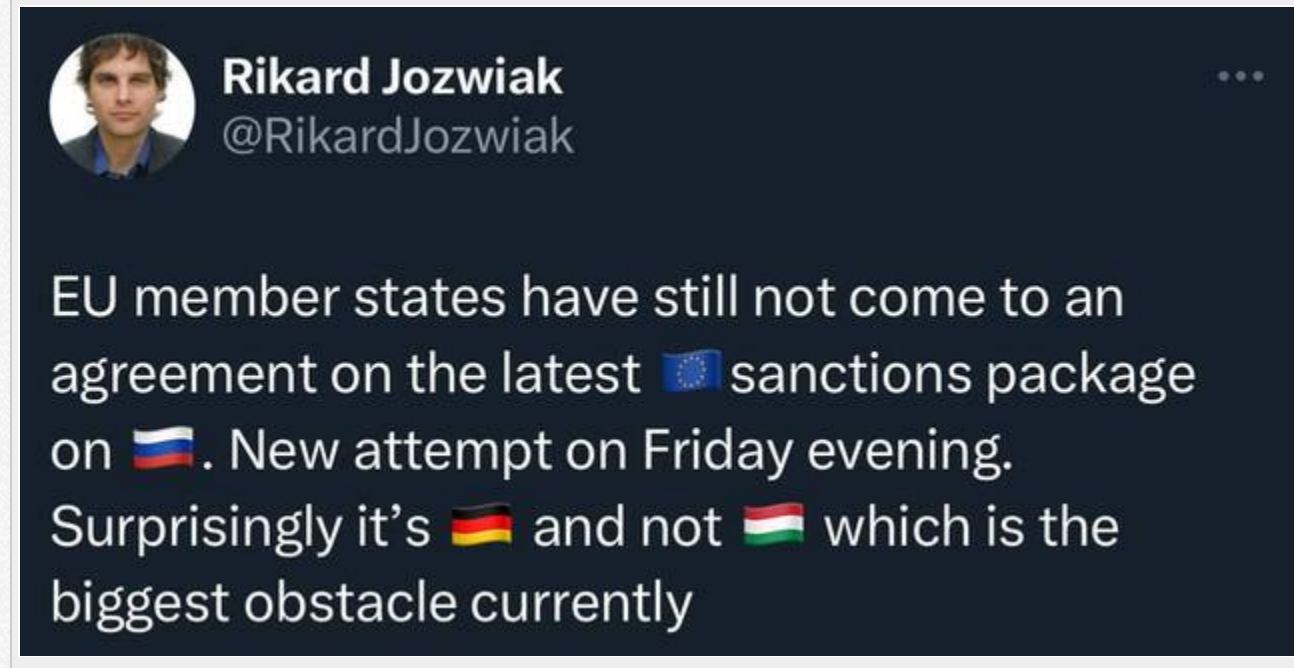 Rikard Jozwiak
@RikardJozwiak
EU member states have still not come to an
agreement on the latest 🇪🇺 sanctions package
on 🇷🇺. New attempt on Friday evening.
Surprisingly it’s 🇩🇪 and not 🇭🇺 which is the
biggest obstacle currently